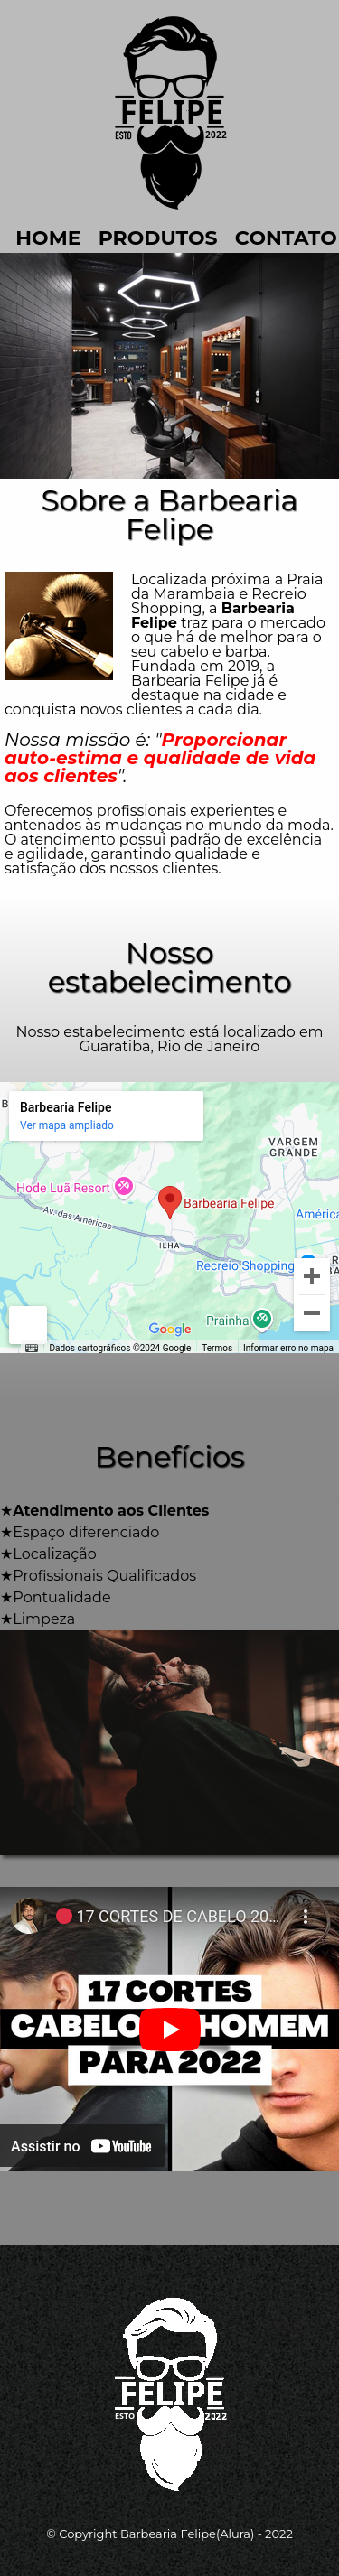 FELIPE
ESTD 2022
HOME PRODUTOS CONTATO
Sobre a Barbearia
Felipe
Localizada próxima a Praia
da Marambaia e Recreio
Shopping, a Barbearia
Felipe traz para o mercado
o que há de melhor para o
seu cabelo e barba.
Fundada em 2019, a
Barbearia Felipe já é
destaque na cidade e
conquista novos clientes a cada dia.
Nossa missão é: "Proporcionar
auto-estima e qualidade de vida
aos clientes".
Oferecemos profissionais experientes e
antenados às mudanças no mundo da moda.
O atendimento possui padrão de excelência
e agilidade, garantindo qualidade e
satisfação dos nossos clientes.
Nosso
estabelecimento
Nosso estabelecimento está localizado em
Guaratiba, Rio de Janeiro
Barbearia Felipe
Ver mapa ampliado
VARGEM
GRANDE
Hode Luã Resort
Barbearia Felipe
Av. das Américas
América
ILHA
Recreio Shopping
Prainha
Google
Dados cartográficos ©2024 Google Termos Informar erro no mapa
Benefícios
★Atendimento aos Clientes
★Espaço diferenciado
★Localização
★Profissionais Qualificados
★Pontualidade
★Limpeza
17 CORTES DE CABELO 20...
17 CORTES
CABELO HOMEM
PARA 2022
Assistir no YouTube
FELIPE
ESTD 2022
© Copyright Barbearia Felipe(Alura) - 2022